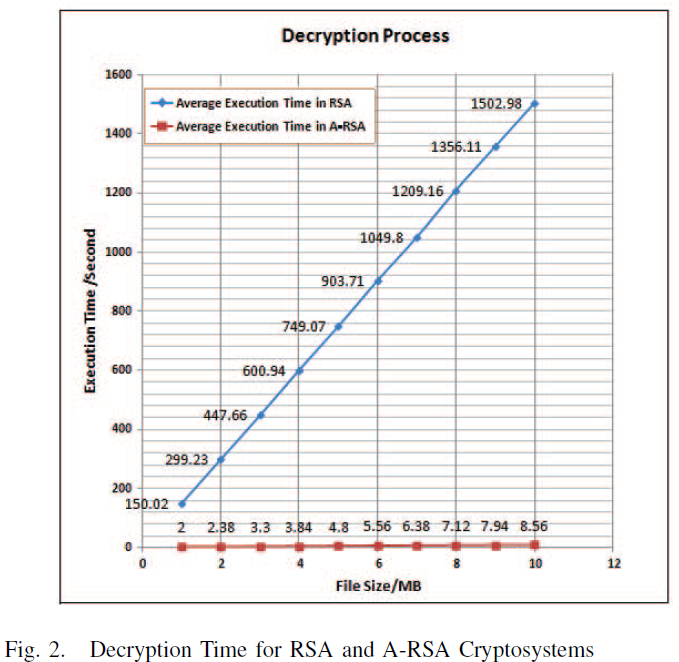 Decryption Process
1600
1400
1200
1000
800
600
400
200
0
Execution Time /Second
Average Execution Time in RSA
Average Execution Time in A-RSA
1502.98
1356.11
1209.16
1049.8
903.71
749.07
600.94
447.66
299.23
150.02
2 2.38 3.3 3.84 4.8 5.56 6.38 7.12 7.94 8.56
0 2 4 6 8 10 12
File Size/MB
Fig. 2. Decryption Time for RSA and A-RSA Cryptosystems